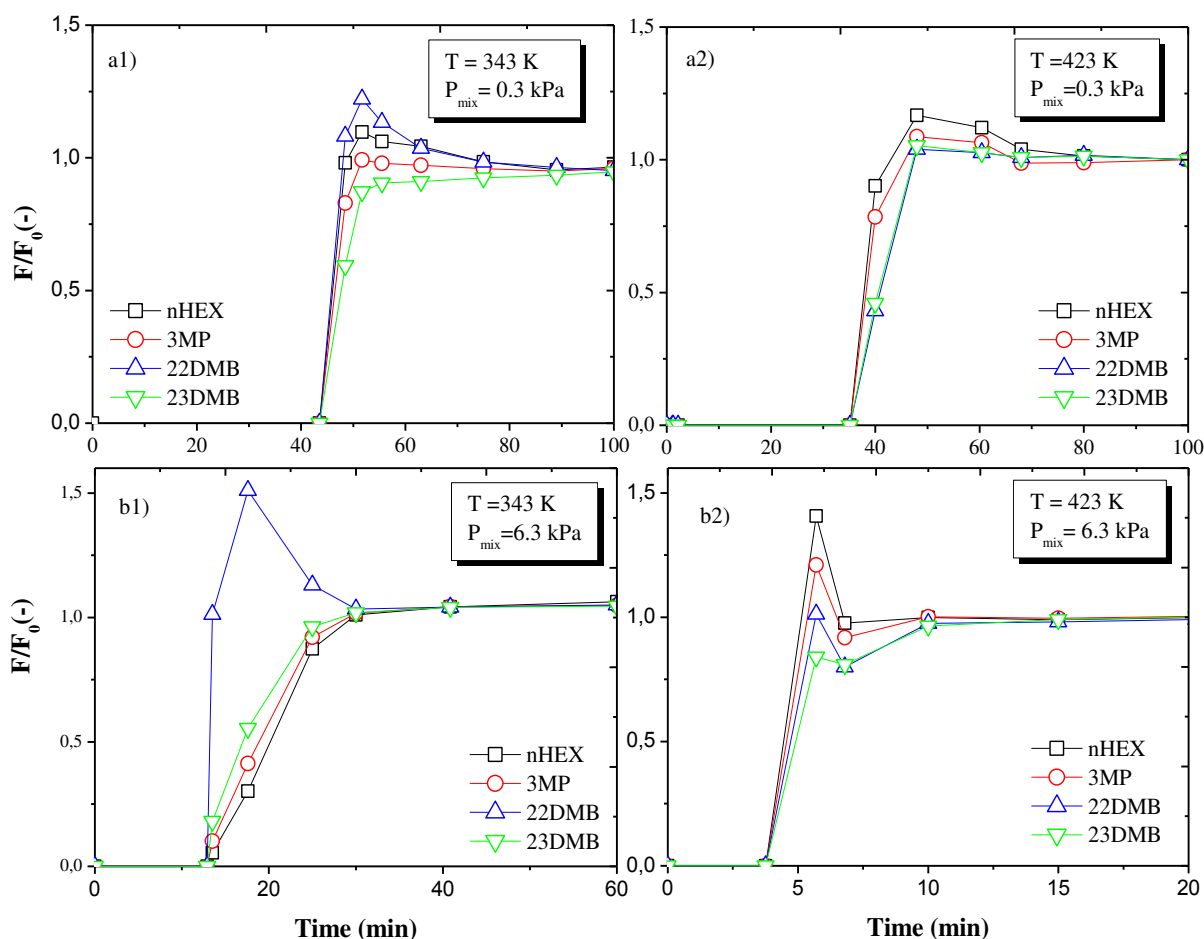 a1)
T = 343 K
P_mix= 0.3 kPa
1,5
1,0
0,5
0,0
F/F_0(-)
nHEX
3MP
22DMB
23DMB
0 20 40 60 80 100
a2)
T =423 K
P_mix=0.3 kPa
1,5
1,0
0,5
0,0
nHEX
3MP
22DMB
23DMB
0 20 40 60 80 100
b1)
T =343 K
P_mix=6.3 kPa
1,5
1,0
0,5
0,0
F/F_0(-)
nHEX
3MP
22DMB
23DMB
0 20 40 60
Time (min)
b2)
T = 423 K
P_mix= 6.3 kPa
1,5
1,0
0,5
0,0
nHEX
3MP
22DMB
23DMB
0 5 10 15 20
Time (min)